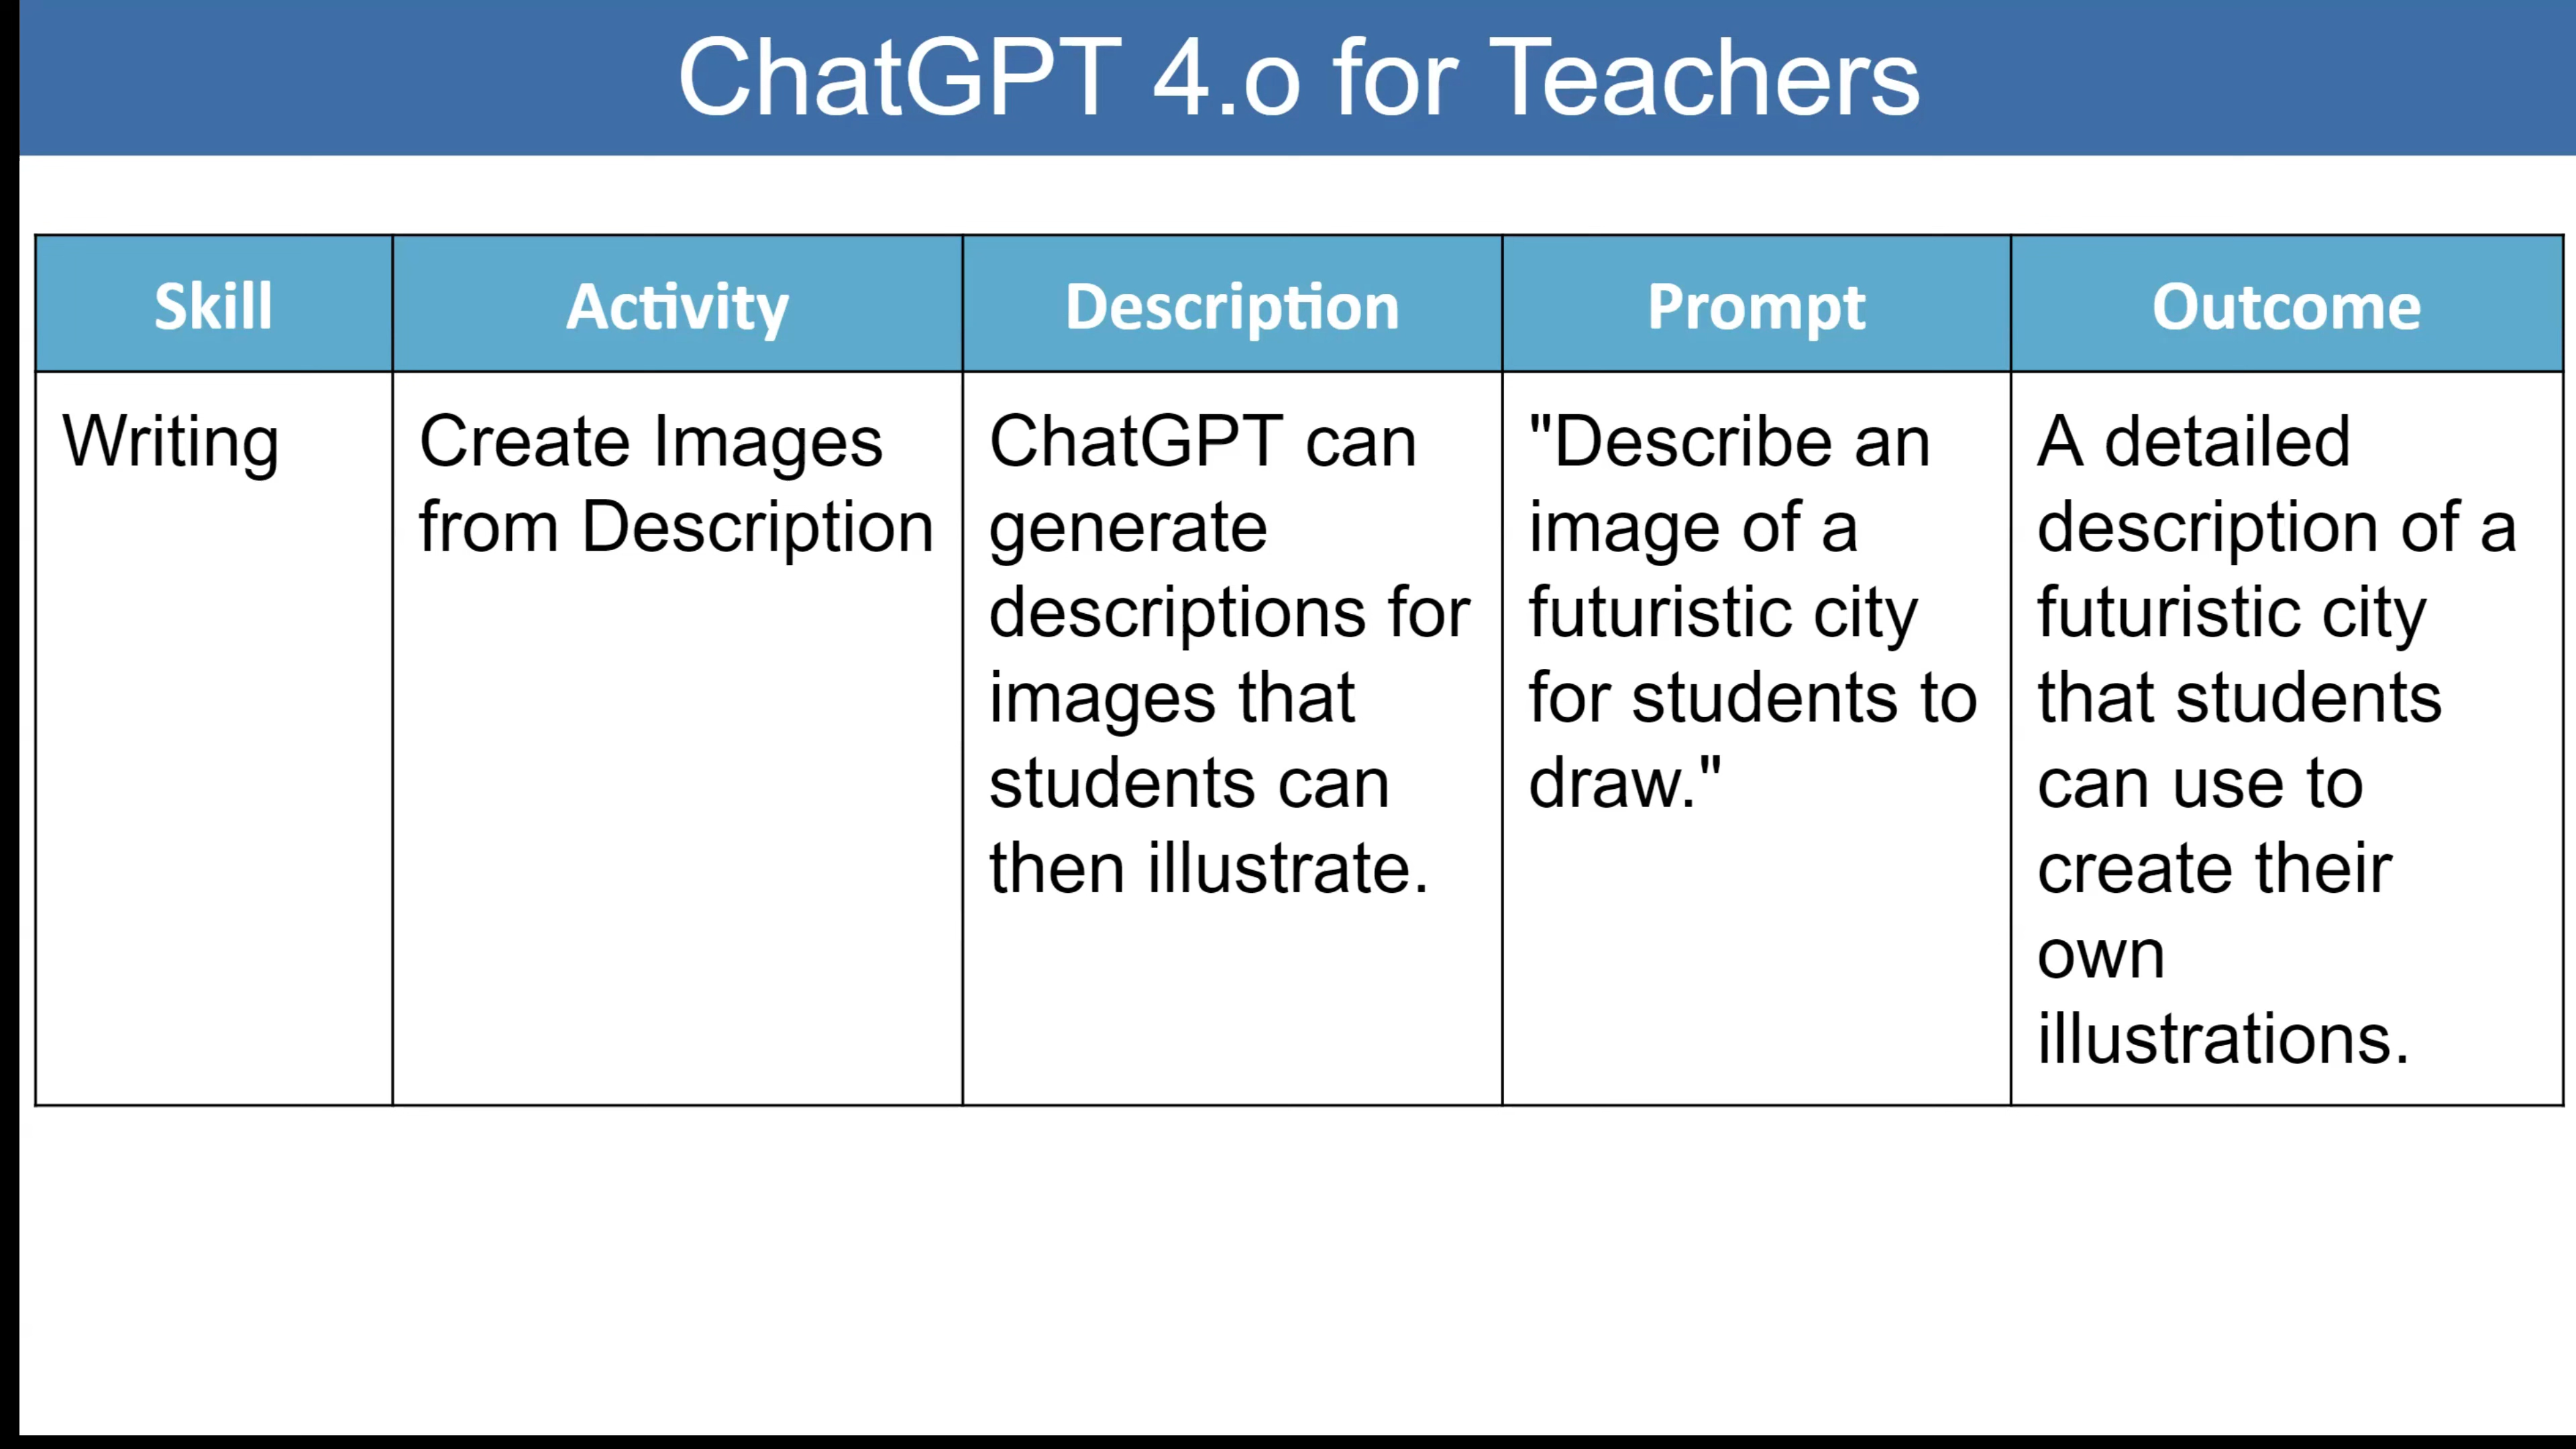 ChatGPT 4.o for Teachers
Skill
Activity
Description
Prompt
Outcome
Writing
Create Images
from Description
ChatGPT can
generate
descriptions for
images that
students can
then illustrate.
"Describe an
image of a
futuristic city
for students to
draw."
A detailed
description of a
futuristic city
that students
can use to
create their
own
illustrations.